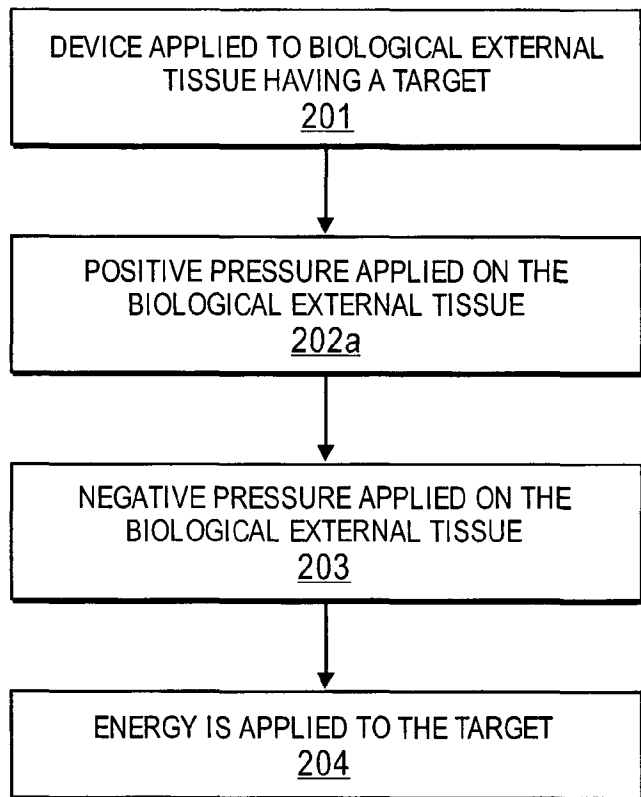 DEVICE APPLIED TO BIOLOGICAL EXTERNAL
TISSUE HAVING A TARGET
201
POSITIVE PRESSURE APPLIED ON THE
BIOLOGICAL EXTERNAL TISSUE
202a
NEGATIVE PRESSURE APPLIED ON THE
BIOLOGICAL EXTERNAL TISSUE
203
ENERGY IS APPLIED TO THE TARGET
204